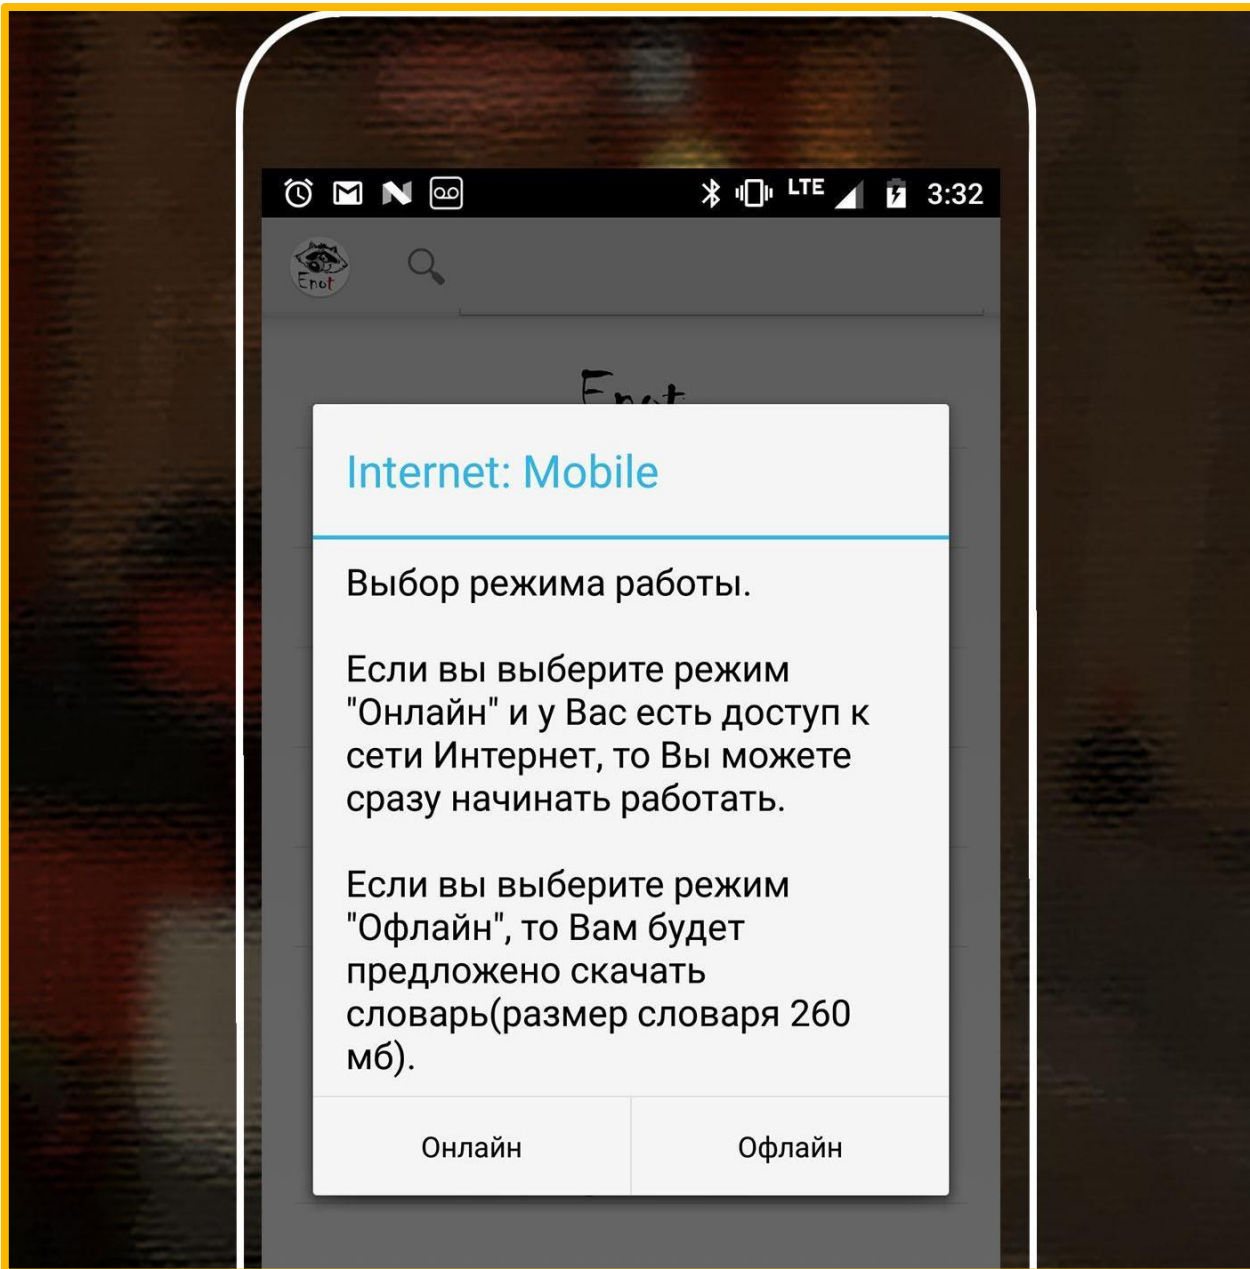 LTE 3:32
Enot
Enot
Internet: Mobile
Выбор режима работы.
Если вы выберите режим
"Онлайн" и у Вас есть доступ к
сети Интернет, то Вы можете
сразу начинать работать.
Если вы выберите режим
"Офлайн", то Вам будет
предложено скачать
словарь(размер словаря 260
мб).
Онлайн Офлайн